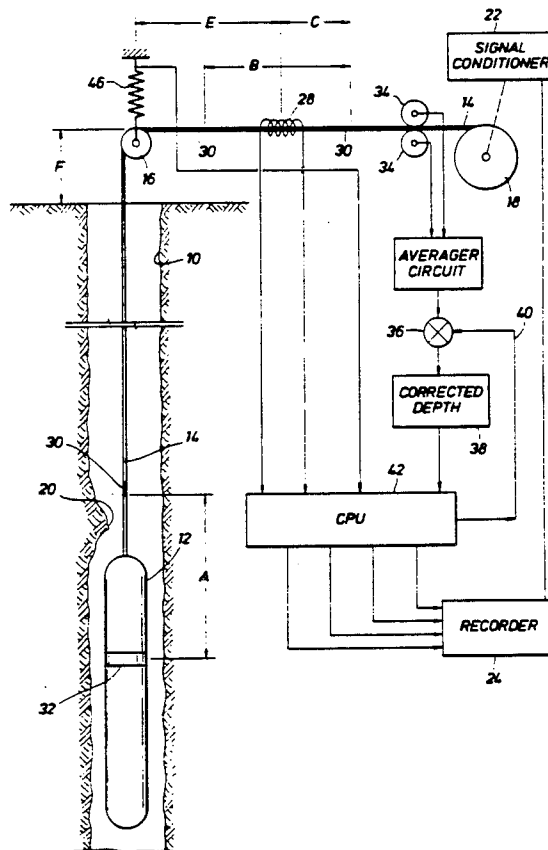 22
E
C
SIGNAL
CONDITIONER
46
B
28
34
14
F
16
30
30
34
18
10
AVERAGER
CIRCUIT
36
40
CORRECTED
DEPTH
38
14
30
42
20
CPU
12
A
RECORDER
32
24